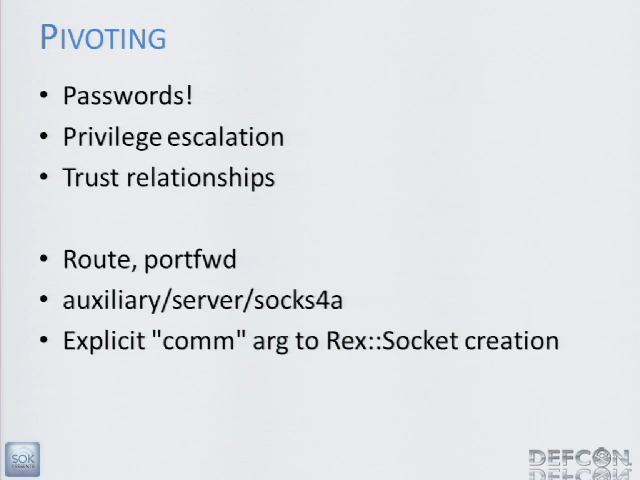 PIVOTING
• Passwords!
• Privilege escalation
• Trust relationships
• Route, portfwd
• auxiliary/server/socks4a
• Explicit "comm" arg to Rex::Socket creation
SOK
DEFCON